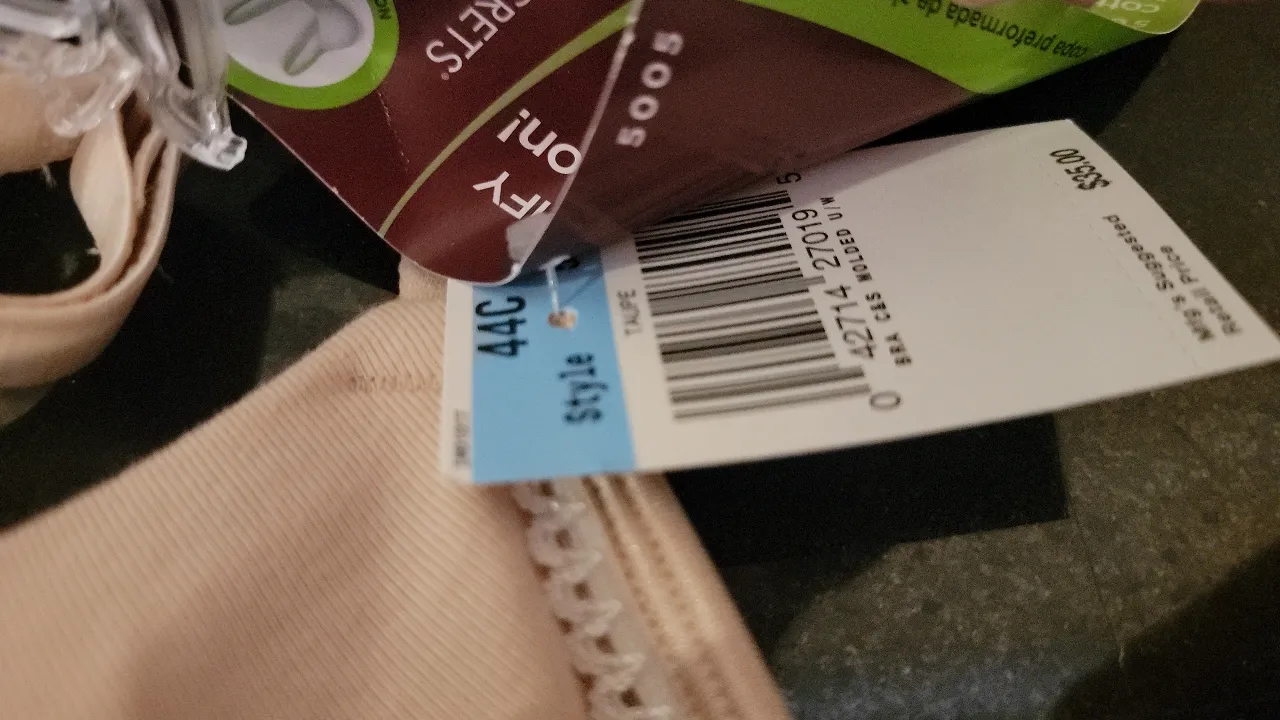 CRETS®
IFY
on!
5005
copa preformada de
44C
Style
TAUPE
0 42714 27019 5
BRA C&S MOLDED U/W
Mfg's Suggested
Retail Price
$35.00